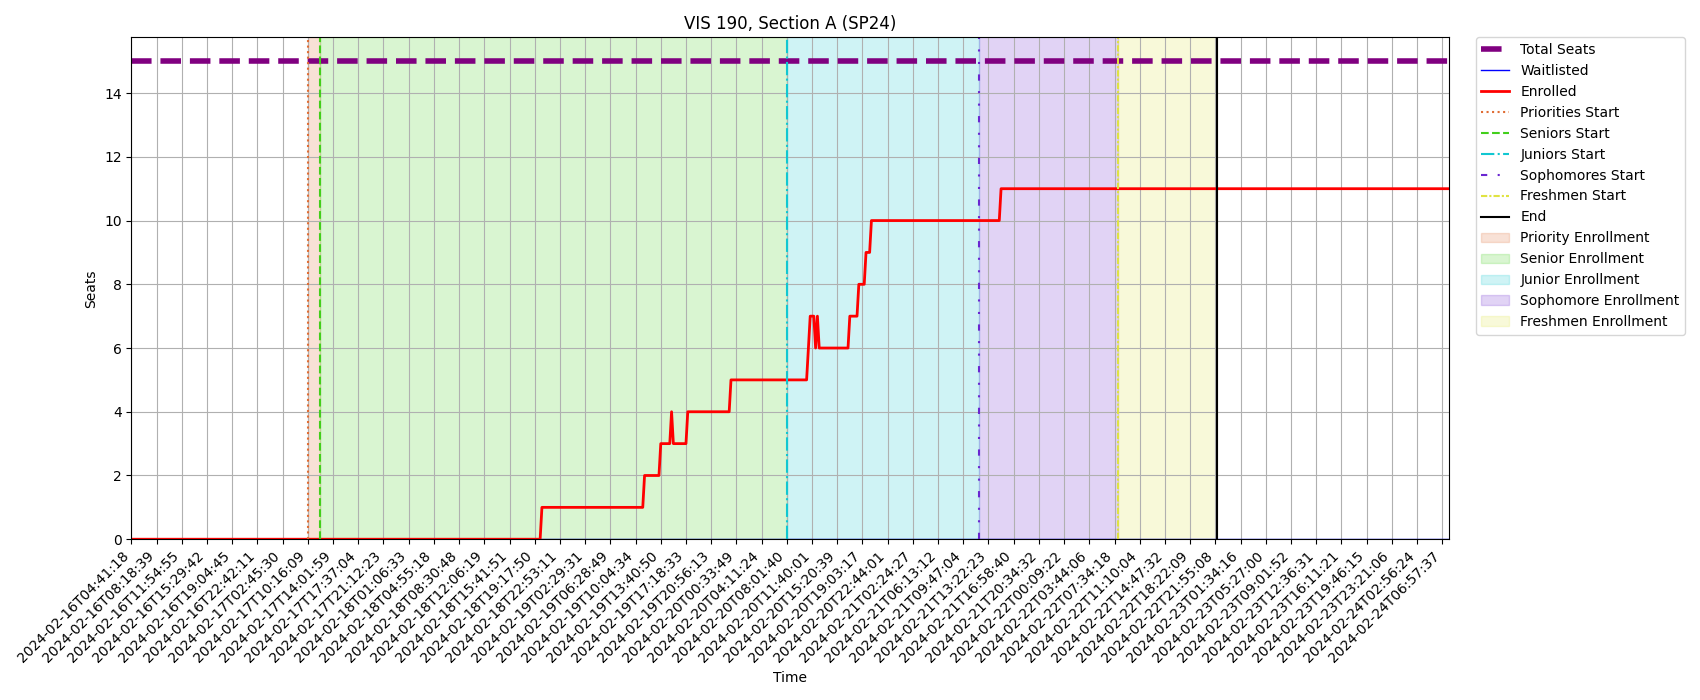 VIS 190, Section A (SP24)
Total Seats
Waitlisted
Enrolled
Priorities Start
Seniors Start
Juniors Start
Sophomores Start
Freshmen Start
End
Priority Enrollment
Senior Enrollment
Junior Enrollment
Sophomore Enrollment
Freshmen Enrollment
Seats
14
12
10
8
6
4
2
0
2024-02-16T04:41:18
2024-02-16T08:18:39
2024-02-16T11:54:55
2024-02-16T15:29:42
2024-02-16T19:04:45
2024-02-16T22:42:11
2024-02-17T02:45:30
2024-02-17T10:16:09
2024-02-17T14:01:59
2024-02-17T17:37:04
2024-02-17T21:12:23
2024-02-18T01:06:33
2024-02-18T04:55:18
2024-02-18T08:30:48
2024-02-18T12:06:19
2024-02-18T15:41:51
2024-02-18T19:17:50
2024-02-18T22:53:11
2024-02-19T02:29:31
2024-02-19T06:28:49
2024-02-19T10:04:34
2024-02-19T13:40:50
2024-02-19T17:18:33
2024-02-19T20:56:13
2024-02-20T00:33:49
2024-02-20T04:11:24
2024-02-20T08:01:40
2024-02-20T11:40:01
2024-02-20T15:20:39
2024-02-20T19:03:17
2024-02-20T22:44:01
2024-02-21T02:24:27
2024-02-21T06:13:12
2024-02-21T09:47:04
2024-02-21T13:22:23
2024-02-21T16:58:40
2024-02-21T20:34:32
2024-02-22T00:09:22
2024-02-22T03:44:06
2024-02-22T07:34:18
2024-02-22T11:10:04
2024-02-22T14:47:32
2024-02-22T18:22:09
2024-02-22T21:55:08
2024-02-23T01:34:16
2024-02-23T05:27:00
2024-02-23T09:01:52
2024-02-23T12:36:31
2024-02-23T16:11:21
2024-02-23T19:46:15
2024-02-23T23:21:06
2024-02-24T02:56:24
2024-02-24T06:57:37
Time